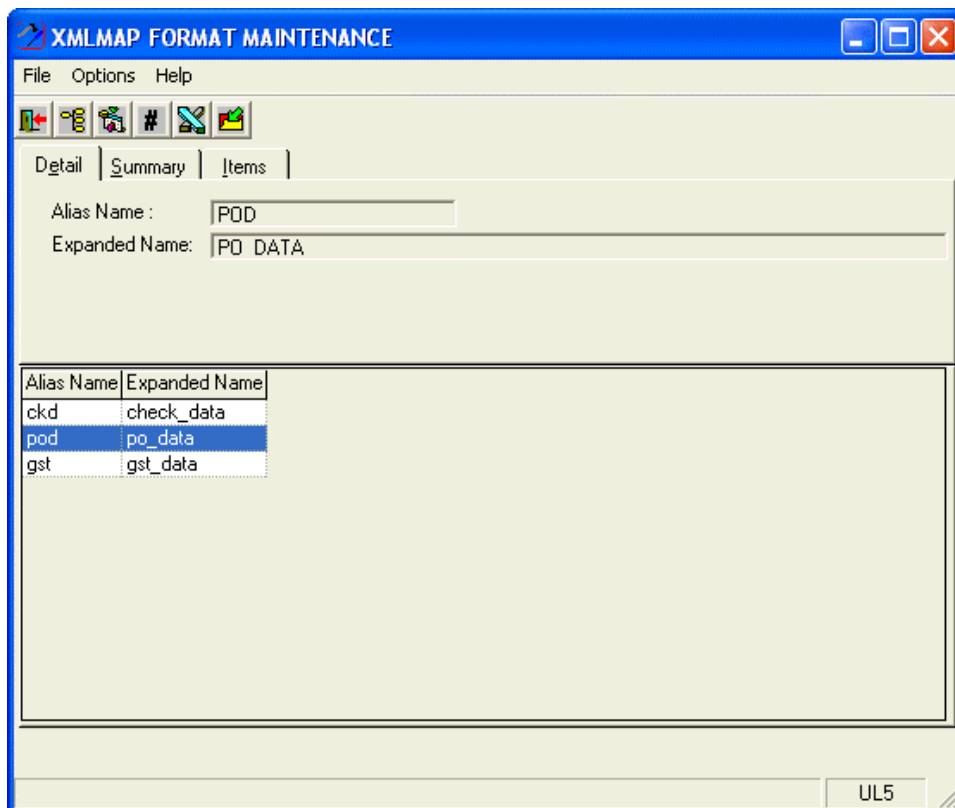 XMLMAP FORMAT MAINTENANCE
File Options Help
#
Detail Summary Items
Alias Name : POD
Expanded Name: PO DATA
Alias Name Expanded Name
ckd check_data
pod po_data
gst gst_data
UL5